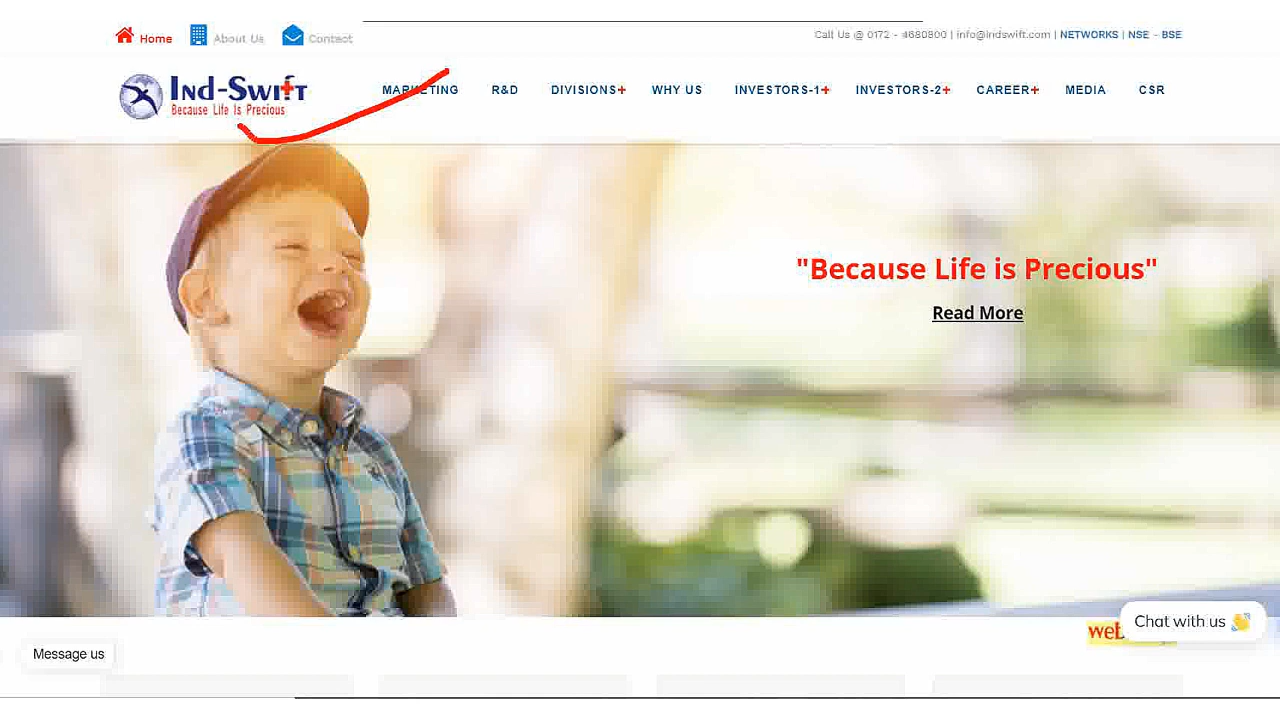 Home About Us Contact
Call Us @ 0172 - 4680800 | info@indswift.com | NETWORKS | NSE - BSE
Ind-Swift
Because Life Is Precious
MARKETING R&D DIVISIONS+ WHY US INVESTORS-1+ INVESTORS-2+ CAREER+ MEDIA CSR
"Because Life is Precious"
Read More
Chat with us 👋
Message us